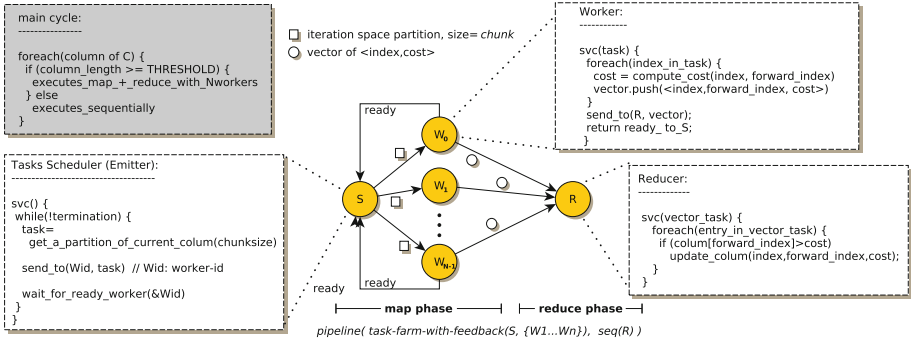 main cycle:
----------------
foreach(column of C) {
if (column_length >= THRESHOLD) {
executes_map_+_reduce_with_Nworkers
} else
executes_sequentially
}
iteration space partition, size= chunk
vector of <index,cost>
Worker:
--------------
svc(task) {
foreach(index_in_task) {
cost = compute_cost(index, forward_index)
vector.push(<index,forward_index, cost>)
}
send_to(R, vector);
return ready_ to_S;
}
Tasks Scheduler (Emitter):
-----------------------------------
svc() {
while(!termination) {
task=
get_a_partition_of_current_colum(chunksize)
send_to(Wid, task)  // Wid: worker-id
wait_for_ready_worker(&Wid)
}
}
ready
W0
S
W1
R
WN-1
ready
ready
Reducer:
-------------
svc(vector_task) {
foreach(entry_in_vector_task) {
if (colum[forward_index]>cost)
update_colum(index,forward_index,cost);
}
}
map phase
reduce phase
pipeline( task-farm-with-feedback(S, {W1...Wn}),  seq(R) )